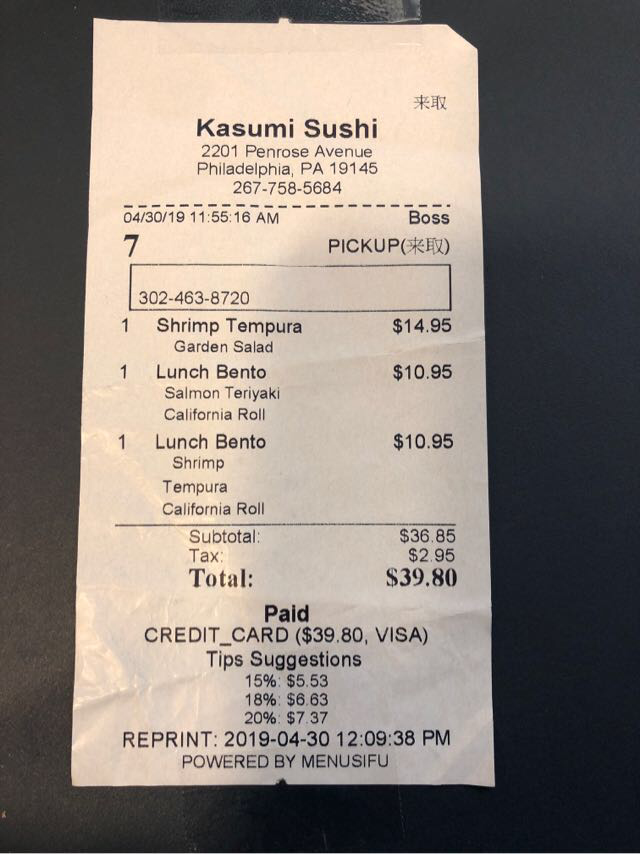 来取
Kasumi Sushi
2201 Penrose Avenue
Philadelphia, PA 19145
267-758-5684
04/30/19 11:55:16 AM Boss
7 PICKUP(来取)
302-463-8720
1 Shrimp Tempura $14.95
Garden Salad
1 Lunch Bento $10.95
Salmon Teriyaki
California Roll
1 Lunch Bento $10.95
Shrimp
Tempura
California Roll
Subtotal: $36.85
Tax: $2.95
Total: $39.80
Paid
CREDIT_CARD ($39.80, VISA)
Tips Suggestions
15%: $5.53
18%: $6.63
20%: $7.37
REPRINT: 2019-04-30 12:09:38 PM
POWERED BY MENUSIFU